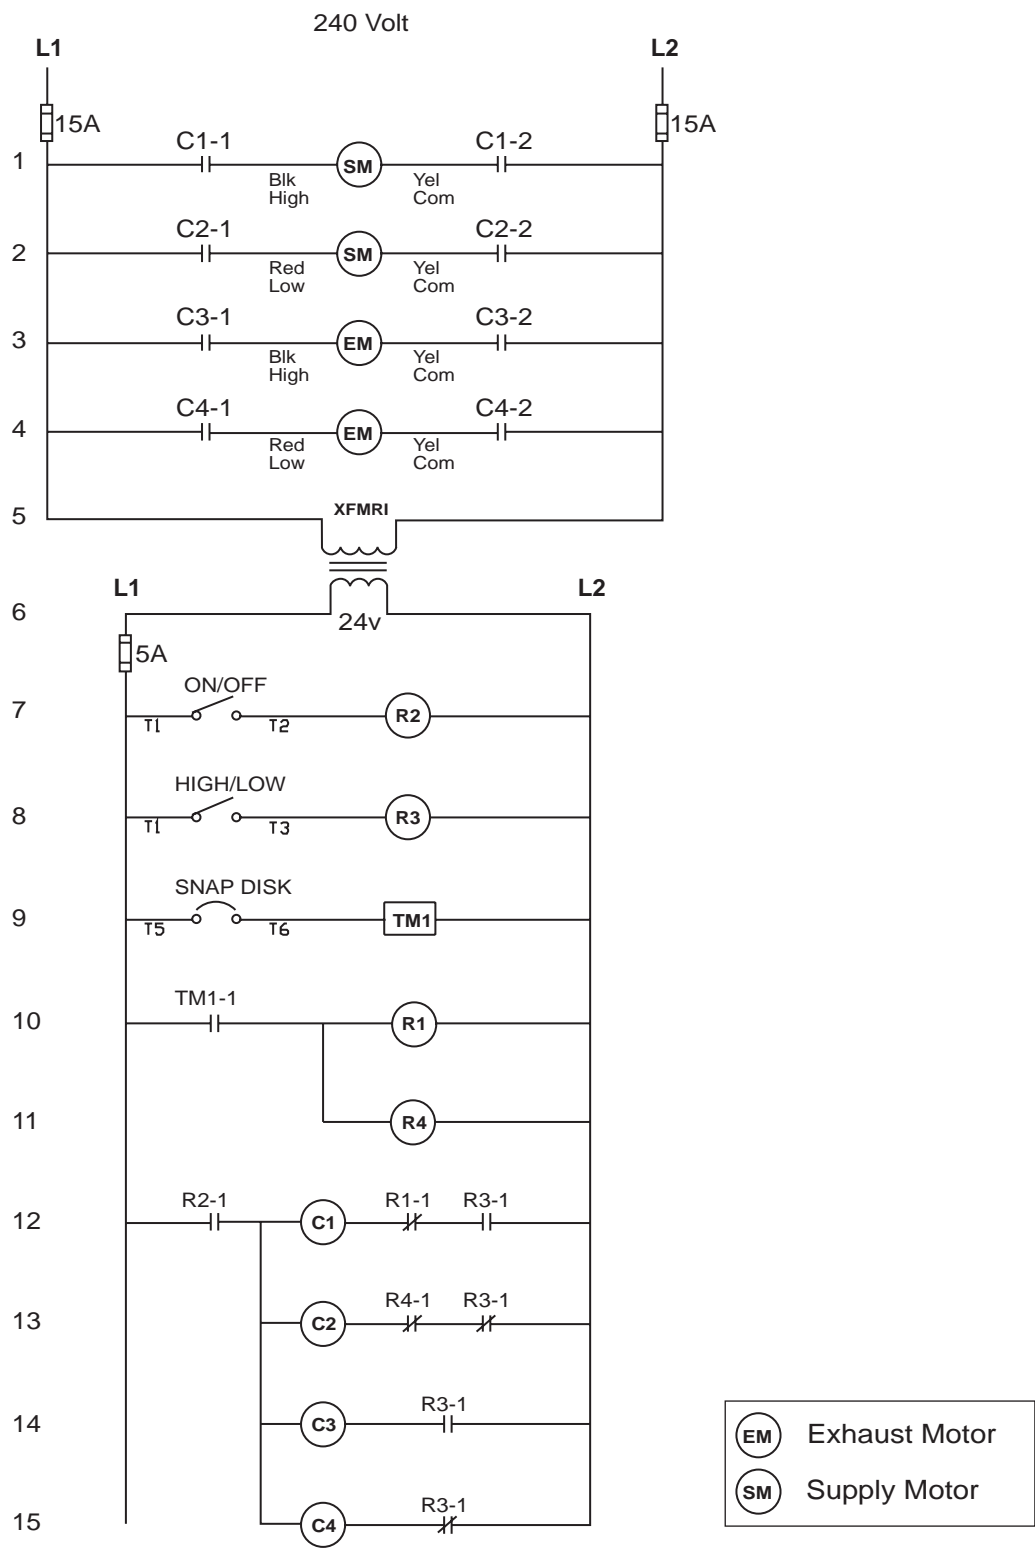 240 Volt
L1 L2
15A 15A
1 C1-1 SM C1-2
Blk Yel
High Com
2 C2-1 SM C2-2
Red Yel
Low Com
3 C3-1 EM C3-2
Blk Yel
High Com
4 C4-1 EM C4-2
Red Yel
Low Com
5 XFMRI
L1 L2
6 24v
5A
ON/OFF
7 T1 T2 R2
HIGH/LOW
8 T1 T3 R3
SNAP DISK
9 T5 T6 TM1
TM1-1
10 R1
11 R4
R2-1 R1-1 R3-1
12 C1
R4-1 R3-1
13 C2
R3-1
14 C3
R3-1
15 C4
EM Exhaust Motor
SM Supply Motor